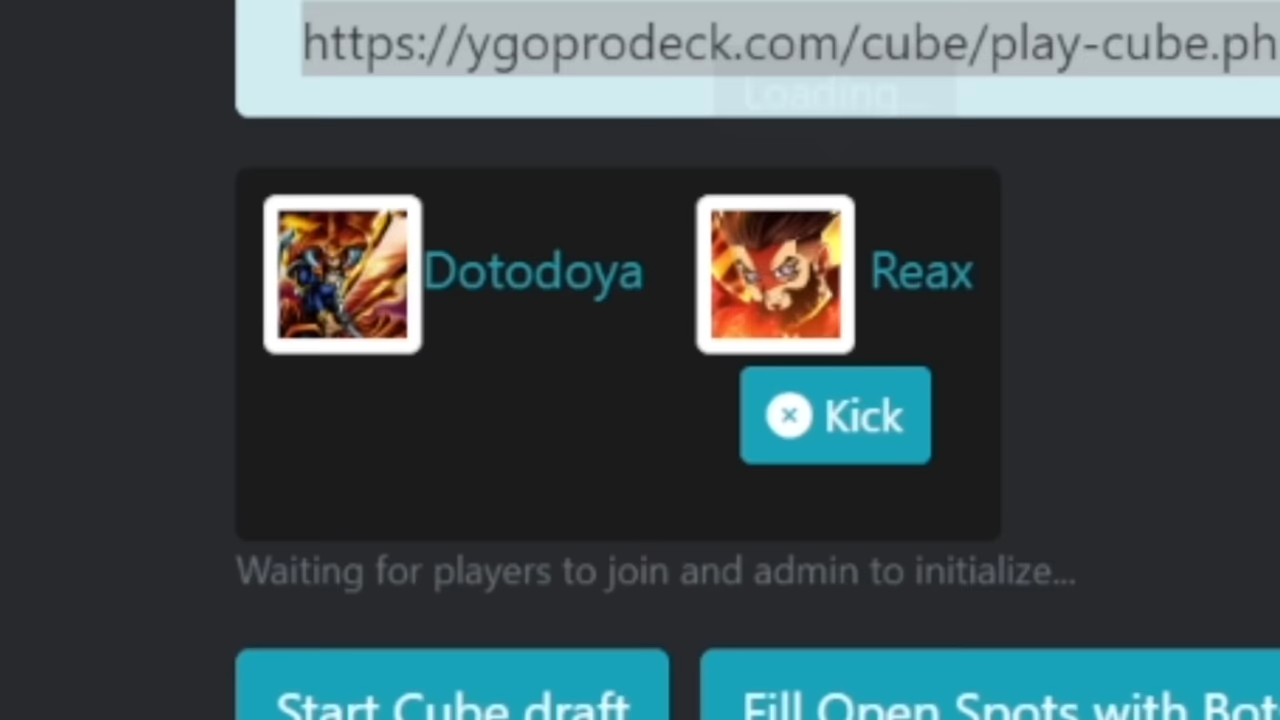 https://ygoprodeck.com/cube/play-cube.ph
Loading...
Dotodoya
Reax
Kick
Waiting for players to join and admin to initialize...
Start Cube draft
Fill Open Spots with Bot